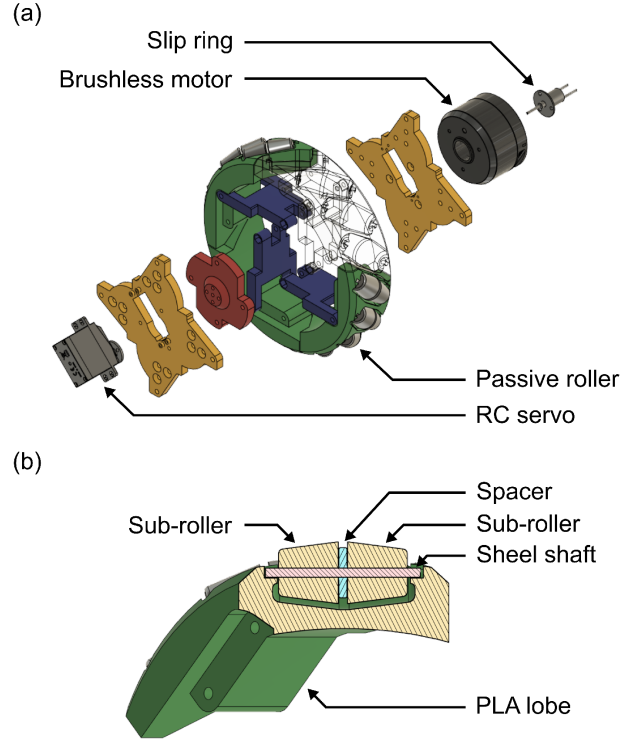 (a)
Slip ring
Brushless motor
Passive roller
RC servo
(b)
Spacer
Sub-roller
Sub-roller
Sheel shaft
PLA lobe